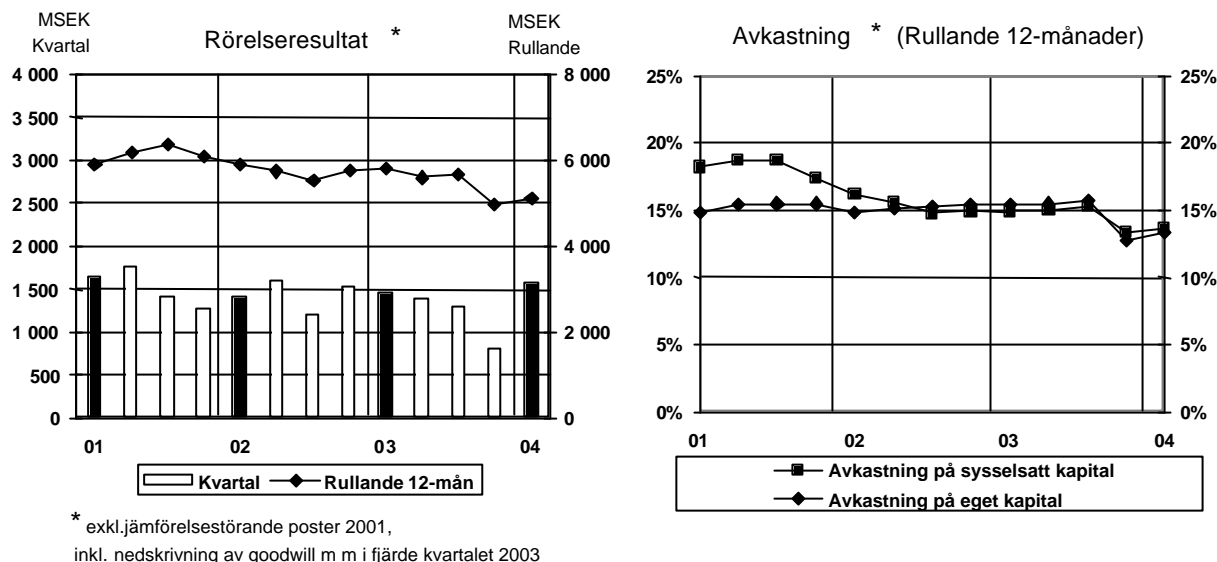 MSEK
Kvartal
Rörelseresultat *
MSEK
Rullande
4 000
3 500
3 000
2 500
2 000
1 500
1 000
500
0
8 000
6 000
4 000
2 000
0
01 02 03 04
Kvartal Rullande 12-mån
* exkl.jämförelsestörande poster 2001,
inkl. nedskrivning av goodwill m m i fjärde kvartalet 2003
Avkastning * (Rullande 12-månader)
25%
20%
15%
10%
5%
0%
25%
20%
15%
10%
5%
0%
01 02 03 04
Avkastning på sysselsatt kapital
Avkastning på eget kapital